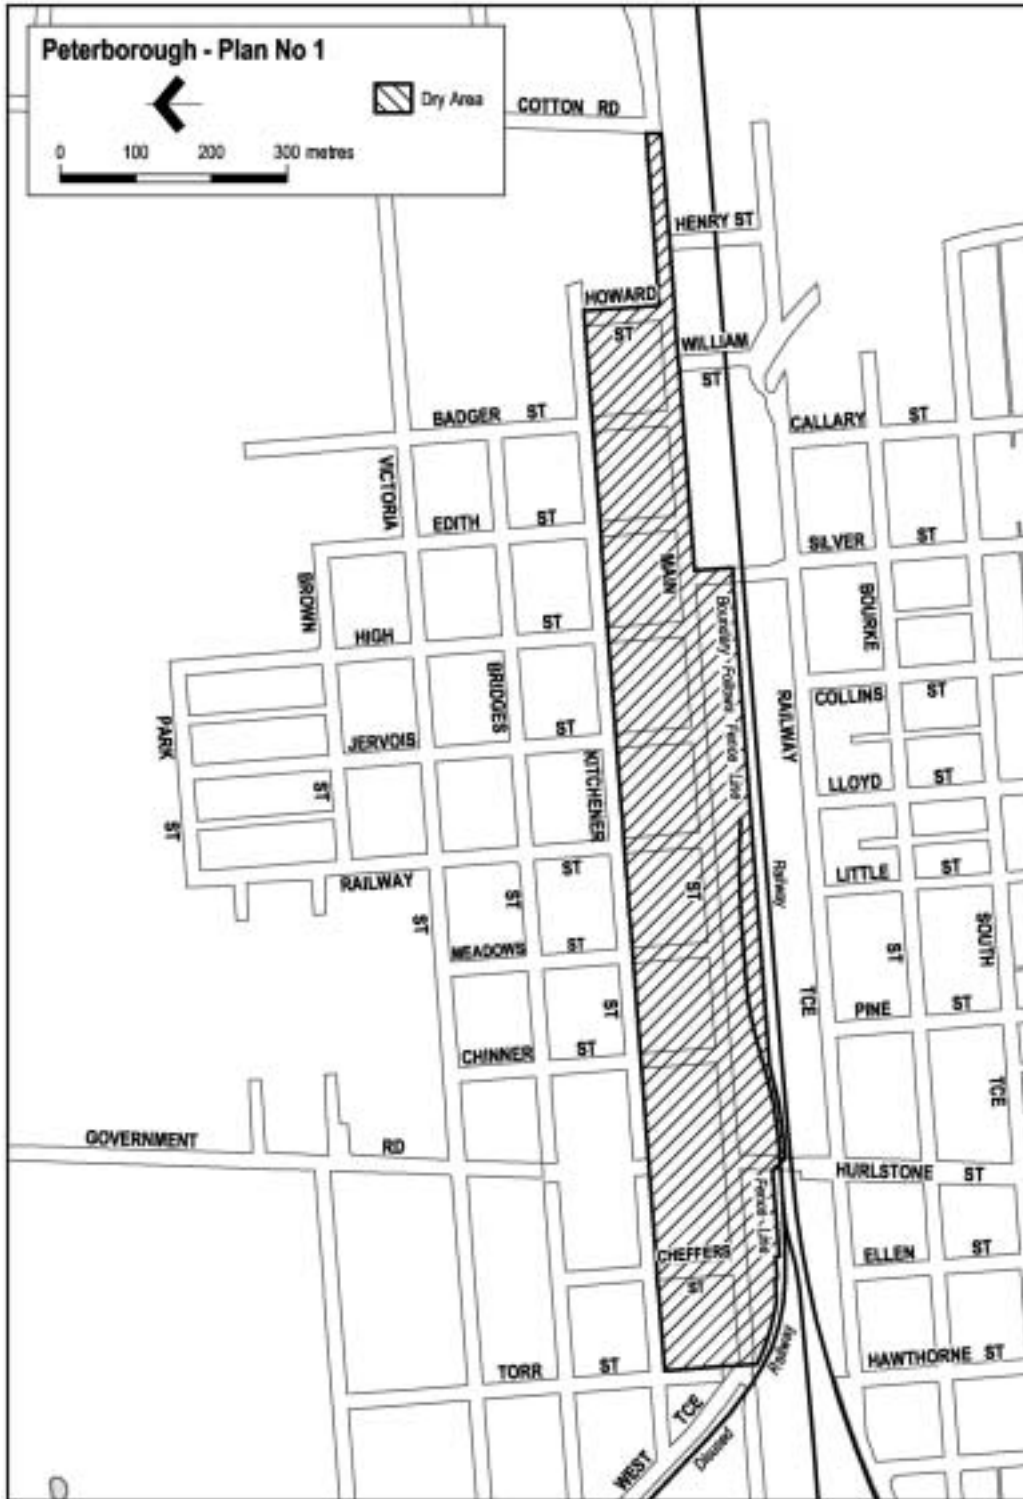 Peterborough - Plan No 1
Dry Area
0 100 200 300 metres
COTTON RD
HENRY ST
HOWARD
ST
WILLIAM
ST
BADGER ST
CALLARY ST
VICTORIA
EDITH ST
SILVER ST
MAIN
BROWN
HIGH ST
BOURKE
Boundary Follows Fence Line
BRIDGES
COLLINS ST
PARK
JERVOIS ST
RAILWAY
KITCHENER
LLOYD ST
ST
ST
RAILWAY ST
Railway
LITTLE ST
ST
ST
ST
MEADOWS ST
ST
SOUTH
ST
TCE
PINE ST
CHINNER ST
TCE
GOVERNMENT RD
HURLSTONE ST
Fence Line
CHEFFERS
ST
ELLEN ST
TORR ST
Railway
HAWTHORNE ST
WEST TCE
Disused